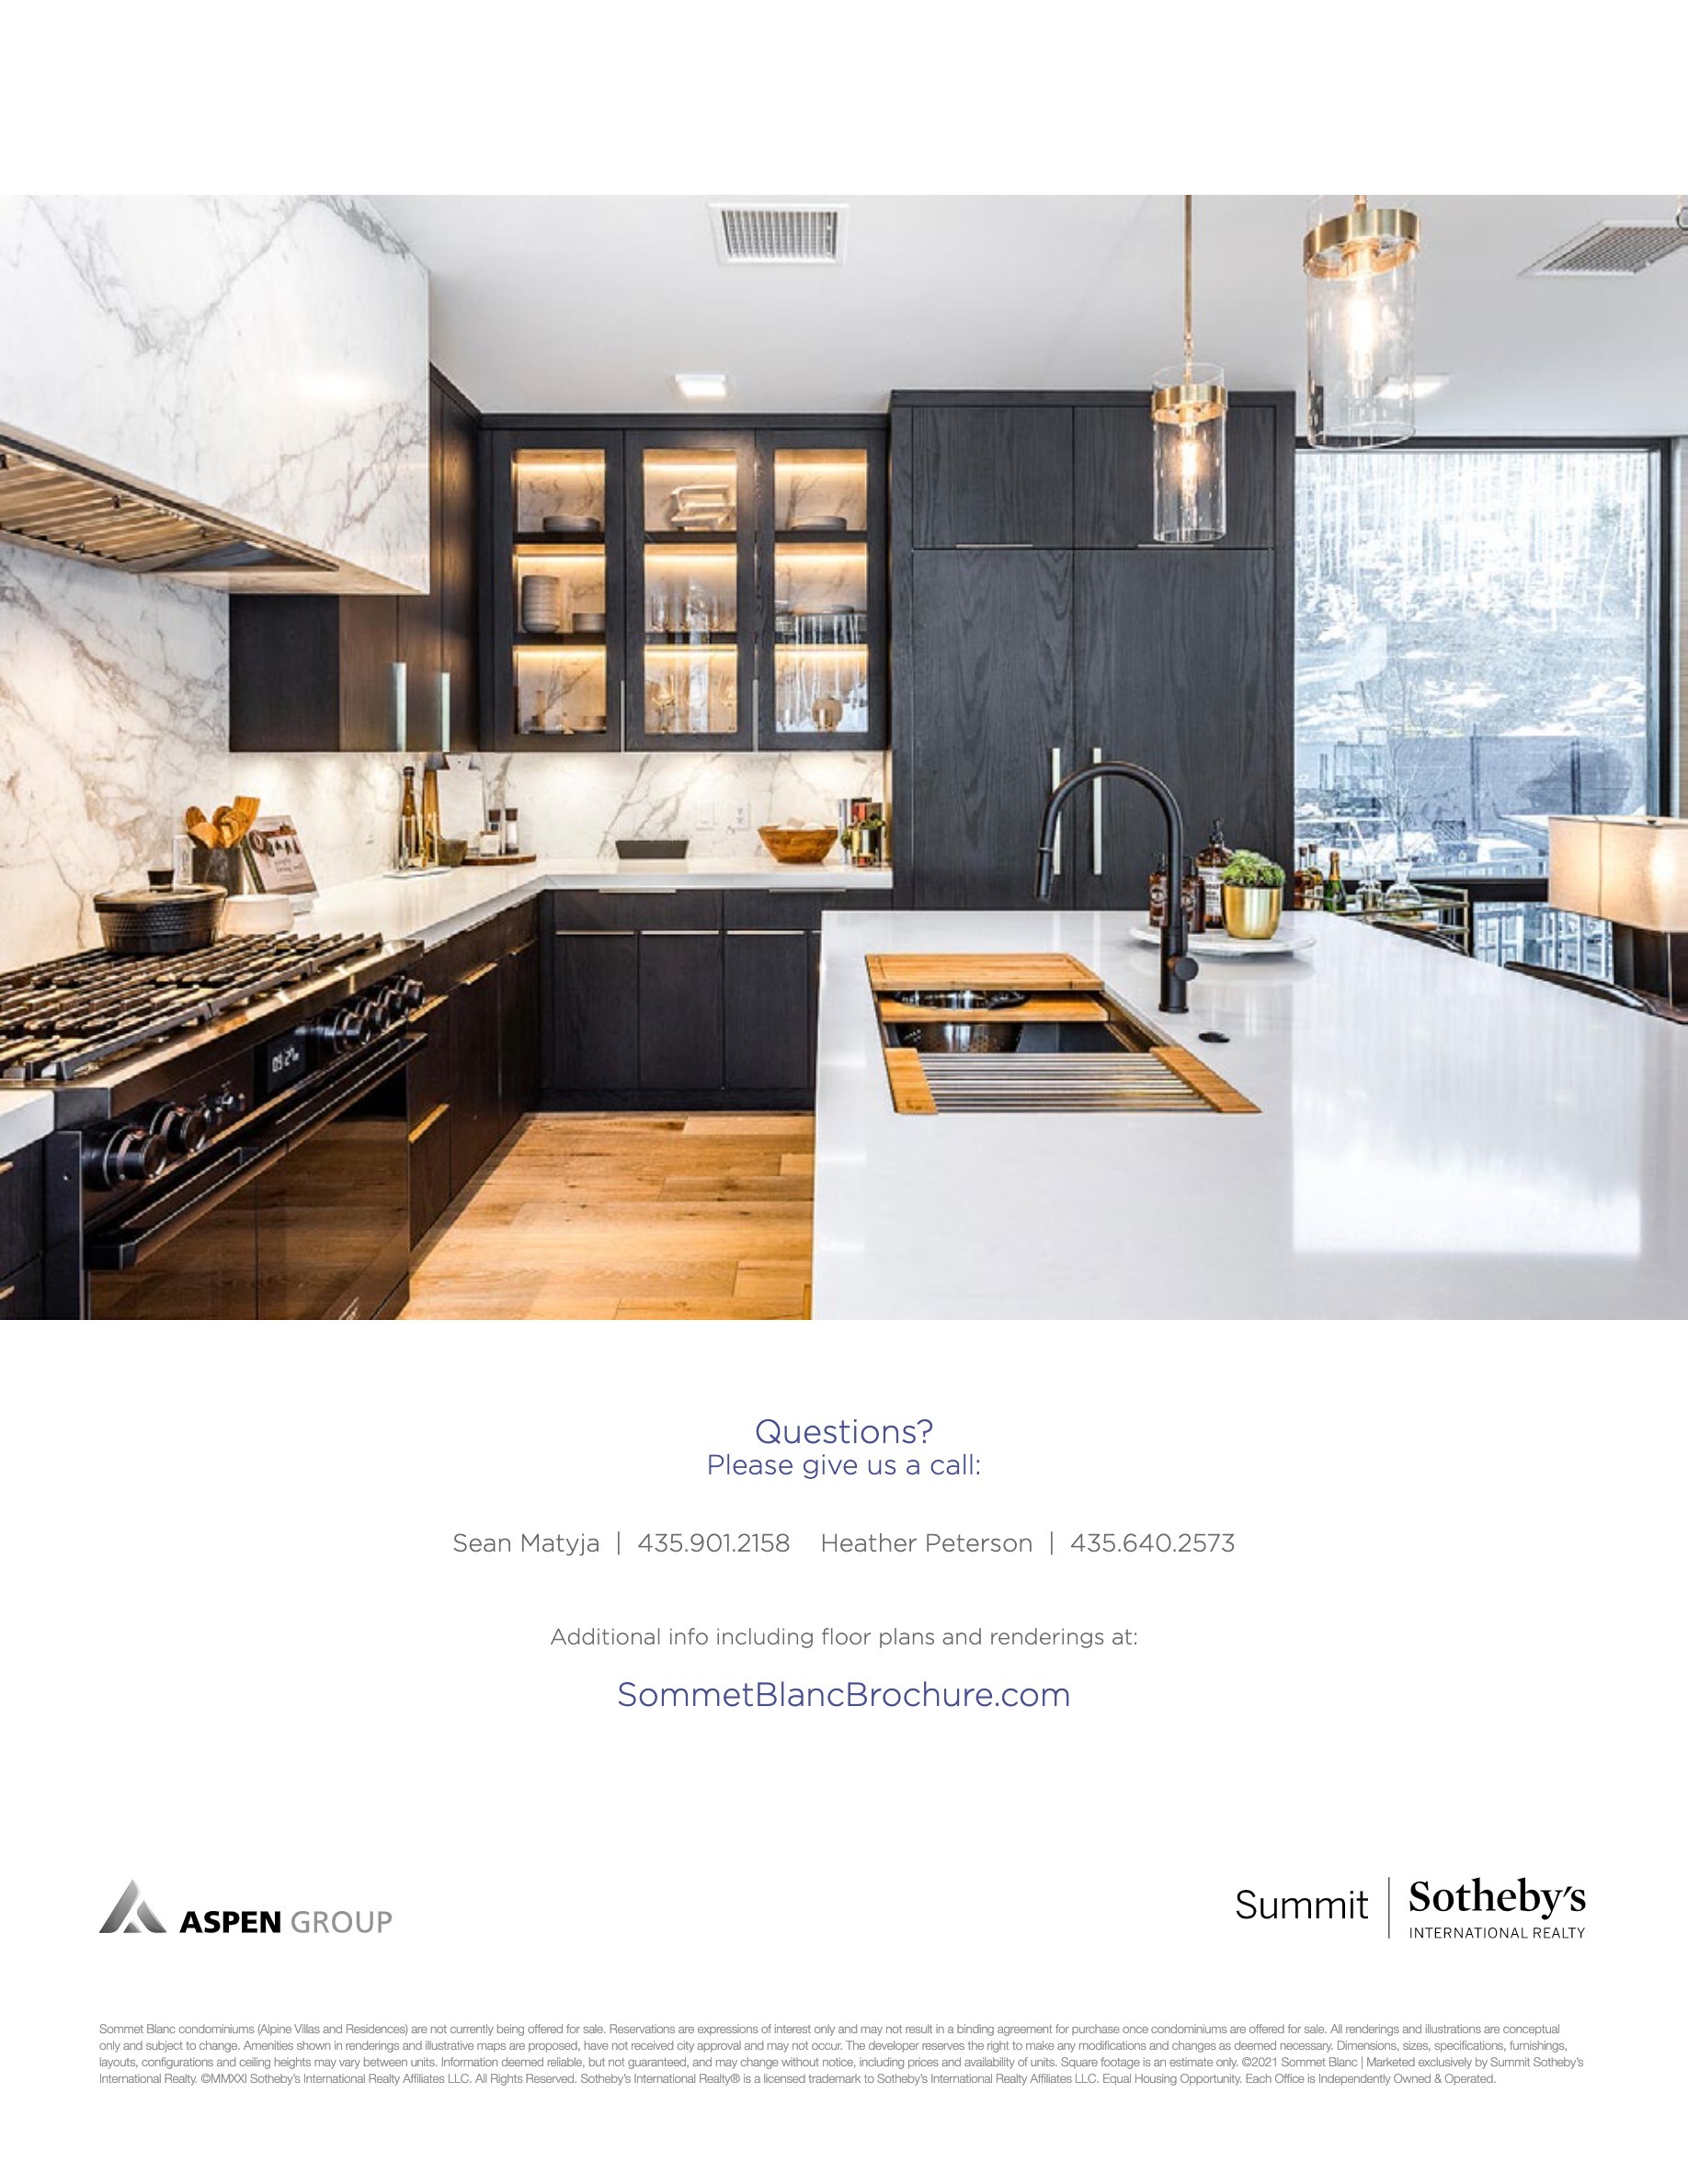 Questions?
Please give us a call:
Sean Matyja | 435.901.2158 Heather Peterson | 435.640.2573
Additional info including floor plans and renderings at:
SommetBlancBrochure.com
ASPEN GROUP
Summit | Sotheby's
INTERNATIONAL REALTY
Sommet Blanc condominiums (Alpine Villas and Residences) are not currently being offered for sale. Reservations are expressions of interest only and may not result in a binding agreement for purchase once condominiums are offered for sale. All renderings and illustrations are conceptual
only and subject to change. Amenities shown in renderings and illustrative maps are proposed, have not received city approval and may not occur. The developer reserves the right to make any modifications and changes as deemed necessary. Dimensions, sizes, specifications, furnishings,
layouts, configurations and ceiling heights may vary between units. Information deemed reliable, but not guaranteed, and may change without notice, including prices and availability of units. Square footage is an estimate only. ©2021 Sommet Blanc | Marketed exclusively by Summit Sotheby's
International Realty. ©MMXXI Sotheby's International Realty Affiliates LLC. All Rights Reserved. Sotheby's International Realty® is a licensed trademark to Sotheby's International Realty Affiliates LLC. Equal Housing Opportunity. Each Office is Independently Owned & Operated.